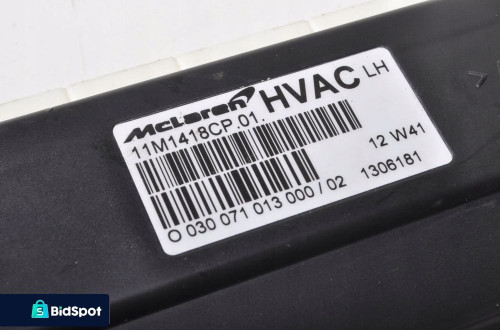 McLaren HVAC LH
11M1418CP.01.
12 W41
1306181
O 030 071 013 000 / 02
S BidSpot